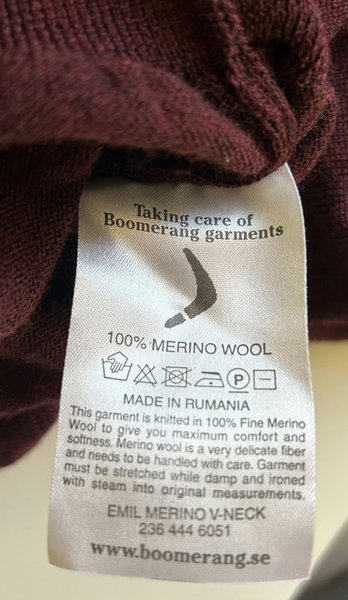 Taking care of
Boomerang garments
100% MERINO WOOL
P
MADE IN RUMANIA
This garment is knitted in 100% Fine Merino
Wool to give you maximum comfort and
softness. Merino wool is a very delicate fiber
and needs to be handled with care. Garment
must be stretched while damp and ironed
with steam into original measurements.
EMIL MERINO V-NECK
236 444 6051
www.boomerang.se